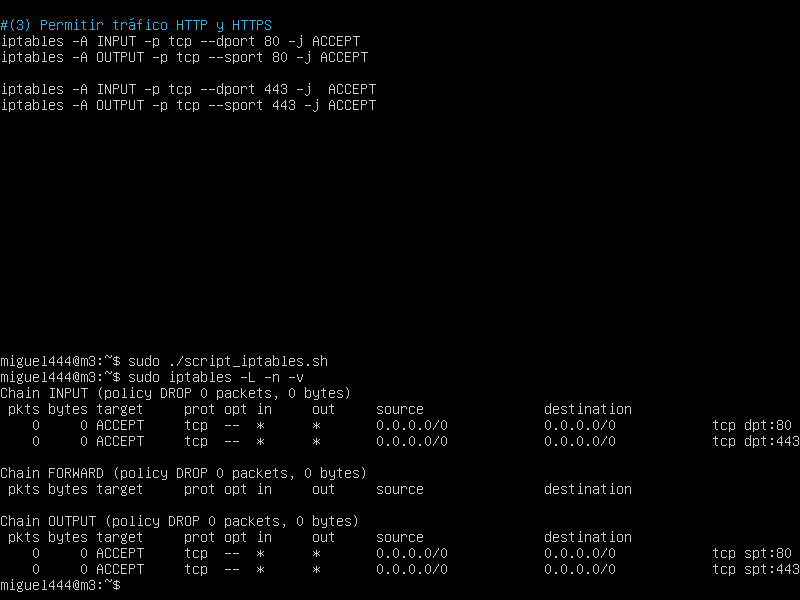 #(3) Permitir tráfico HTTP y HTTPS
iptables -A INPUT -p tcp --dport 80 -j ACCEPT
iptables -A OUTPUT -p tcp --sport 80 -j ACCEPT
iptables -A INPUT -p tcp --dport 443 -j  ACCEPT
iptables -A OUTPUT -p tcp --sport 443 -j ACCEPT
miguel444@m3:~$ sudo ./script_iptables.sh
miguel444@m3:~$ sudo iptables -L -n -v
Chain INPUT (policy DROP 0 packets, 0 bytes)
 pkts bytes target     prot opt in     out     source               destination
    0     0 ACCEPT     tcp  --  *      *       0.0.0.0/0            0.0.0.0/0            tcp dpt:80
    0     0 ACCEPT     tcp  --  *      *       0.0.0.0/0            0.0.0.0/0            tcp dpt:443
Chain FORWARD (policy DROP 0 packets, 0 bytes)
 pkts bytes target     prot opt in     out     source               destination
Chain OUTPUT (policy DROP 0 packets, 0 bytes)
 pkts bytes target     prot opt in     out     source               destination
    0     0 ACCEPT     tcp  --  *      *       0.0.0.0/0            0.0.0.0/0            tcp spt:80
    0     0 ACCEPT     tcp  --  *      *       0.0.0.0/0            0.0.0.0/0            tcp spt:443
miguel444@m3:~$